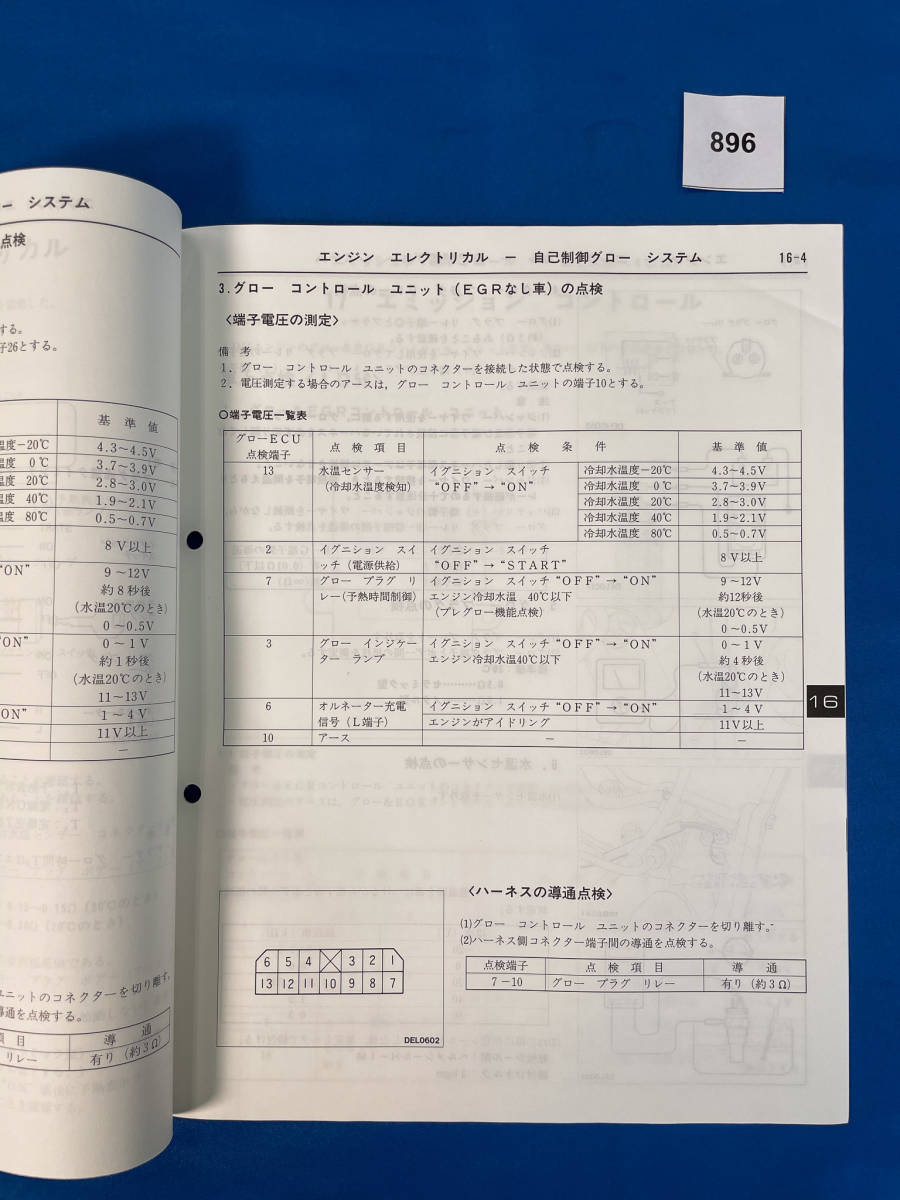 896
ー システム
点検
する。
子26とする。
基 準 値
温度−20℃ 4.3〜4.5V
温度 0℃ 3.7〜3.9V
温度 20℃ 2.8〜3.0V
温度 40℃ 1.9〜2.1V
温度 80℃ 0.5〜0.7V
8V以上
"ON" 9〜12V
約8秒後
(水温20℃のとき)
0〜0.5V
"ON" 0〜1V
約1秒後
(水温20℃のとき)
11〜13V
"ON" 1〜4V
11V以上
−
ユニットのコネクターを切り離す。
導通を点検する。
項 目 導 通
リレー 有り(約3Ω)
エンジン エレクトリカル − 自己制御グロー システム 16-4
3.グロー コントロール ユニット(EGRなし車)の点検
〈端子電圧の測定〉
備 考
1.グロー コントロール ユニットのコネクターを接続した状態で点検する。
2.電圧測定する場合のアースは,グロー コントロール ユニットの端子10とする。
○端子電圧一覧表
グローECU
点検端子 点 検 項 目 点 検 条 件 基 準 値
13 水温センサー イグニション スイッチ 冷却水温度−20℃ 4.3〜4.5V
(冷却水温度検知) "OFF"→"ON" 冷却水温度 0℃ 3.7〜3.9V
冷却水温度 20℃ 2.8〜3.0V
冷却水温度 40℃ 1.9〜2.1V
冷却水温度 80℃ 0.5〜0.7V
2 イグニション スイ イグニション スイッチ 8V以上
ッチ(電源供給) "OFF"→"START"
7 グロー プラグ リ イグニション スイッチ"OFF"→"ON" 9〜12V
レー(予熱時間制御) エンジン冷却水温 40℃以下 約12秒後
(プレグロー機能点検) (水温20℃のとき)
0〜0.5V
3 グロー インジケー イグニション スイッチ"OFF"→"ON" 0〜1V
ター ランプ エンジン冷却水温40℃以下 約4秒後
(水温20℃のとき)
11〜13V
6 オルネーター充電 イグニション スイッチ"OFF"→"ON" 1〜4V
信号(L端子) エンジンがアイドリング 11V以上
10 アース − −
16
6 5 4 3 2 1
13 12 11 10 9 8 7
DEL0602
〈ハーネスの導通点検〉
(1)グロー コントロール ユニットのコネクターを切り離す。
(2)ハーネス側コネクター端子間の導通を点検する。
点検端子 点 検 項 目 導 通
7−10 グロー プラグ リレー 有り(約3Ω)